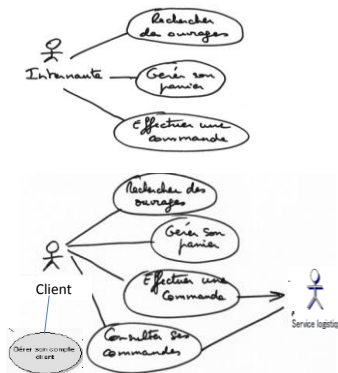 Rechercher
des ouvrages
Internaute
Gérer son
panier
Effectuer une
commande
Rechercher des
ouvrages
Gérer son
panier
Client
Effectuer une
Commande
Service logistiq
Gérer son compte
client
Consulter ses
commandes